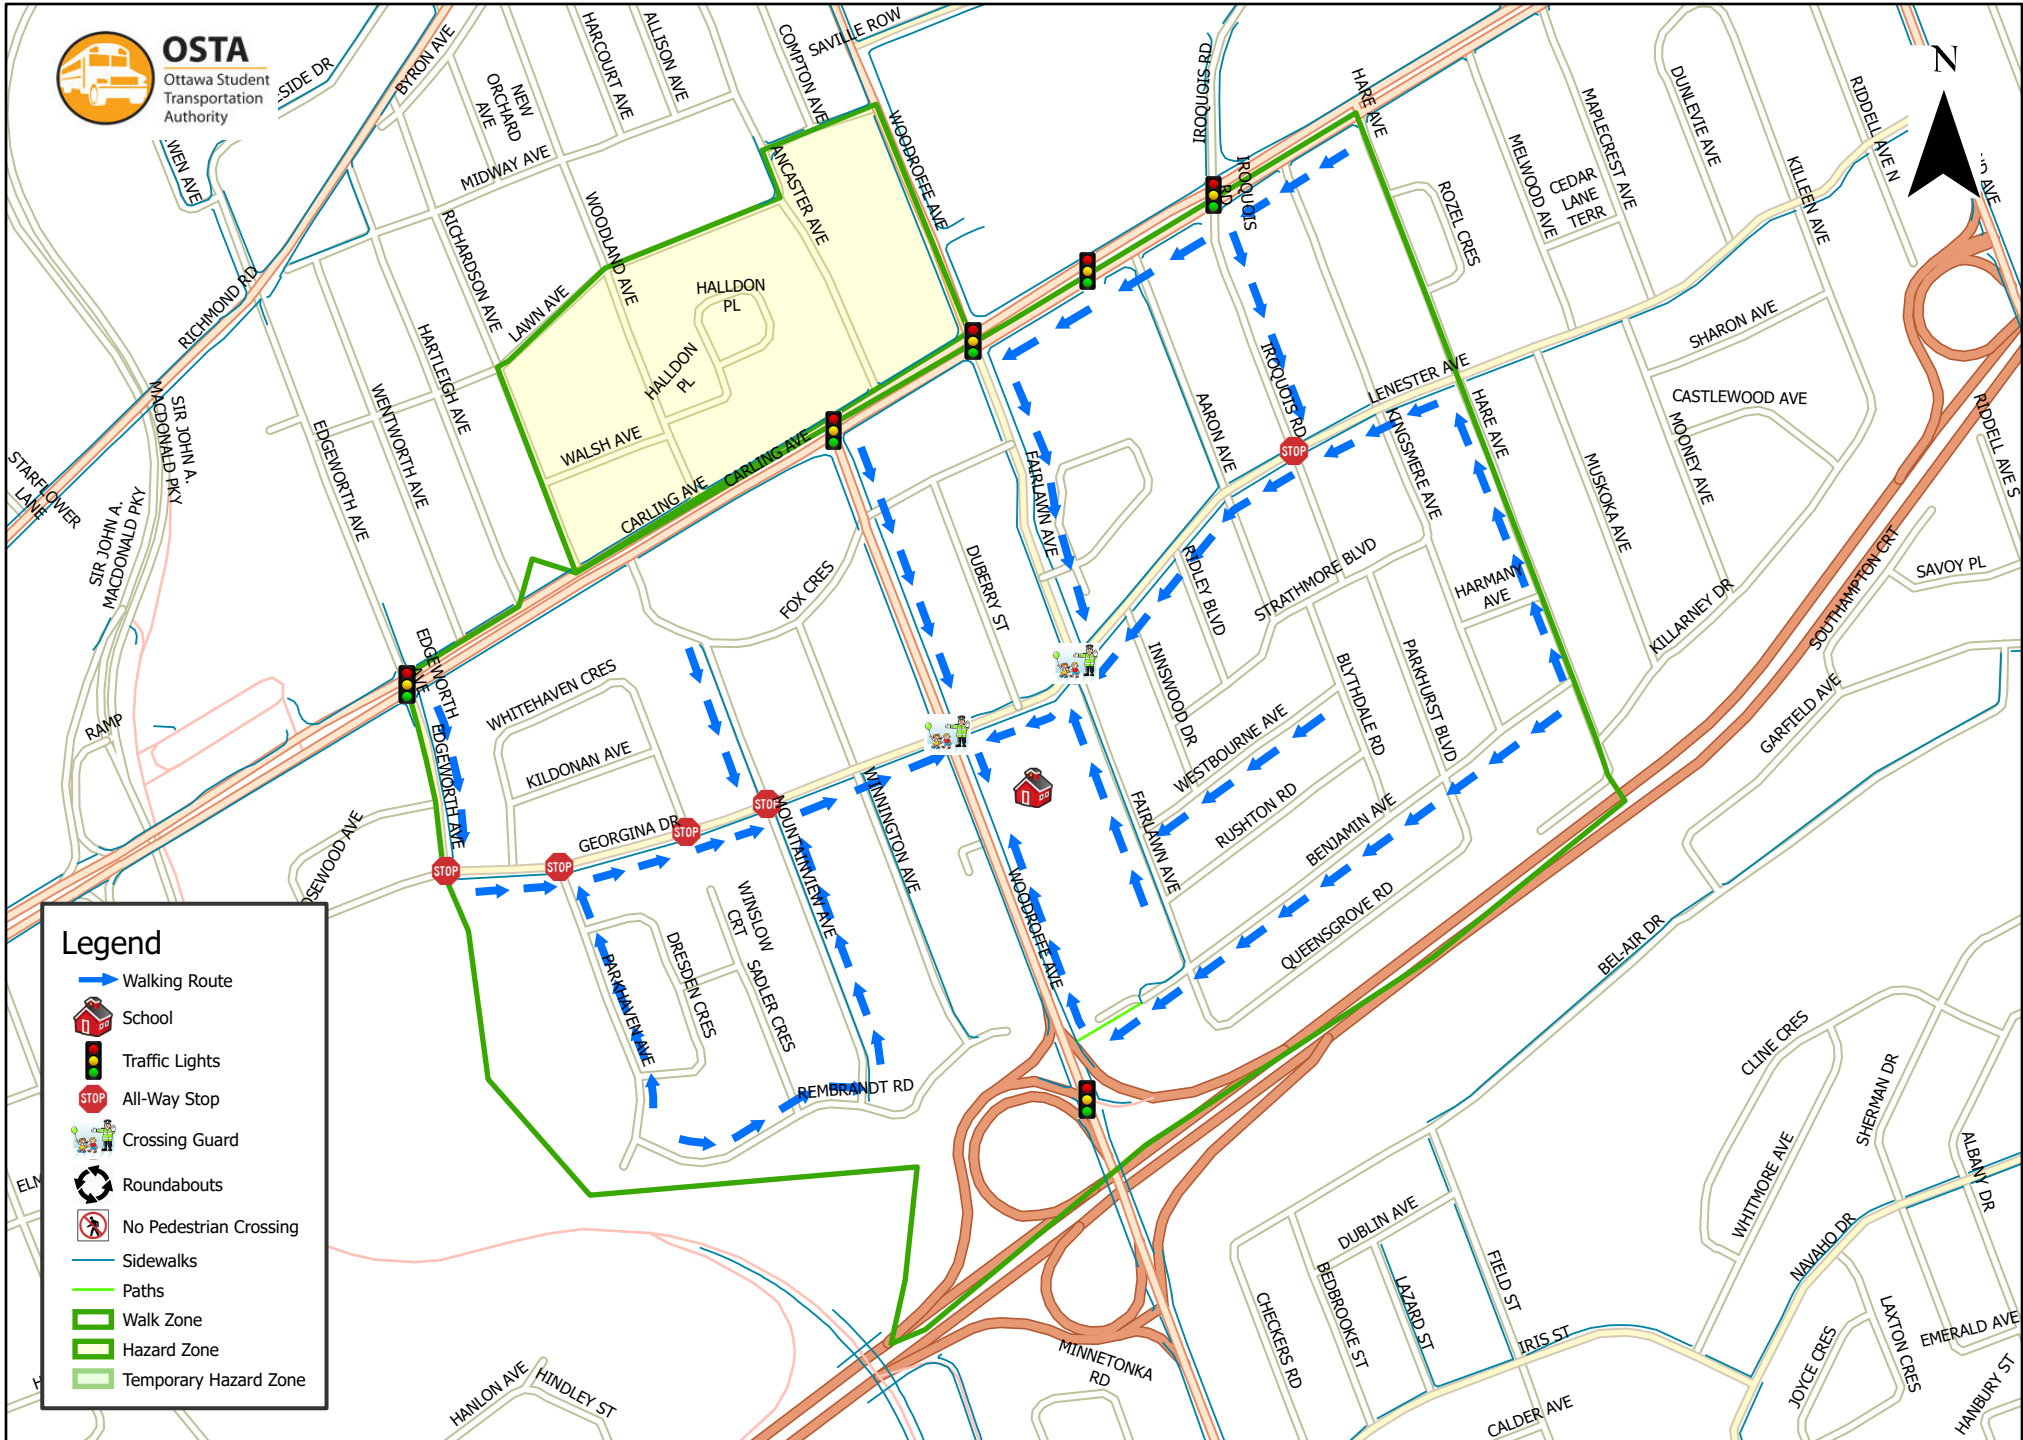 OSTA
Ottawa Student
Transportation
Authority
SIDE DR
BYRON AVE
NEW
ORCHARD
AVE
HARCOURT AVE
ALLISON AVE
COMPTON AVE
SAVILLE ROW
WOODROFFE AVE
IROQUOIS RD
IROQUOIS
RD
HARE AVE
MELWOOD AVE
MAPLECREST AVE
CEDAR
LANE
TERR
DUNLEVIE AVE
KILLEN AVE
RIDDELL AVE N
N
MIDWAY AVE
ANCASTER AVE
WOODLAND AVE
RICHARDSON AVE
LAWN AVE
HALLDON
PL
HALLDON
PL
ROZEL CRES
RICHMOND RD
HARTLEIGH AVE
WENTWORTH AVE
EDGEWORTH AVE
SIR JOHN A.
MACDONALD PKY
SIR JOHN A.
MACDONALD PKY
STARFLOWER
LANE
WALSH AVE
CARLING AVE
CARLING AVE
FAIRLAWN AVE
AARON AVE
IROQUOIS RD
LENESTER AVE
KINGSMERE AVE
HARE AVE
SHARON AVE
CASTLEWOOD AVE
MOONEY AVE
MUSKOKA AVE
RIDDELL AVE S
SAVOY PL
SOUTHAMPTON CRT
KILLARNEY DR
GARFIELD AVE
FOX CRES
DUBERRY ST
RIDLEY BLVD
STRATHMORE BLVD
HARMANY
AVE
INNSWOOD DR
BLYTHDALE RD
PARKHURST BLVD
WESTBOURNE AVE
RUSHTON RD
BENJAMIN AVE
QUEENSGROVE RD
FAIRLAWN AVE
EDGEWORTH
AVE
EDGEWORTH AVE
WHITEHAVEN CRES
KILDONAN AVE
RAMP
STOP
STOP
STOP
STOP
STOP
GEORGINA DR
MOUNTAINVIEW AVE
WINNINGTON AVE
WOODROFFE AVE
WINSLOW
CRT
SADLER CRES
DRESDEN CRES
PARKHAVEN AVE
REMBRANDT RD
BEL-AIR DR
CLINE CRES
SHERMAN DR
WHITMORE AVE
ALBANY DR
NAVAHO DR
DUBLIN AVE
FIELD ST
LAZARD ST
BEDBROOKE ST
CHECKERS RD
IRIS ST
CALDER AVE
MINNETONKA
RD
JOYCE CRES
LAXTON CRES
EMERALD AVE
HANBURY ST
HANLON AVE
HINDLEY ST
Legend
Walking Route
School
Traffic Lights
STOP
All-Way Stop
Crossing Guard
Roundabouts
No Pedestrian Crossing
Sidewalks
Paths
Walk Zone
Hazard Zone
Temporary Hazard Zone